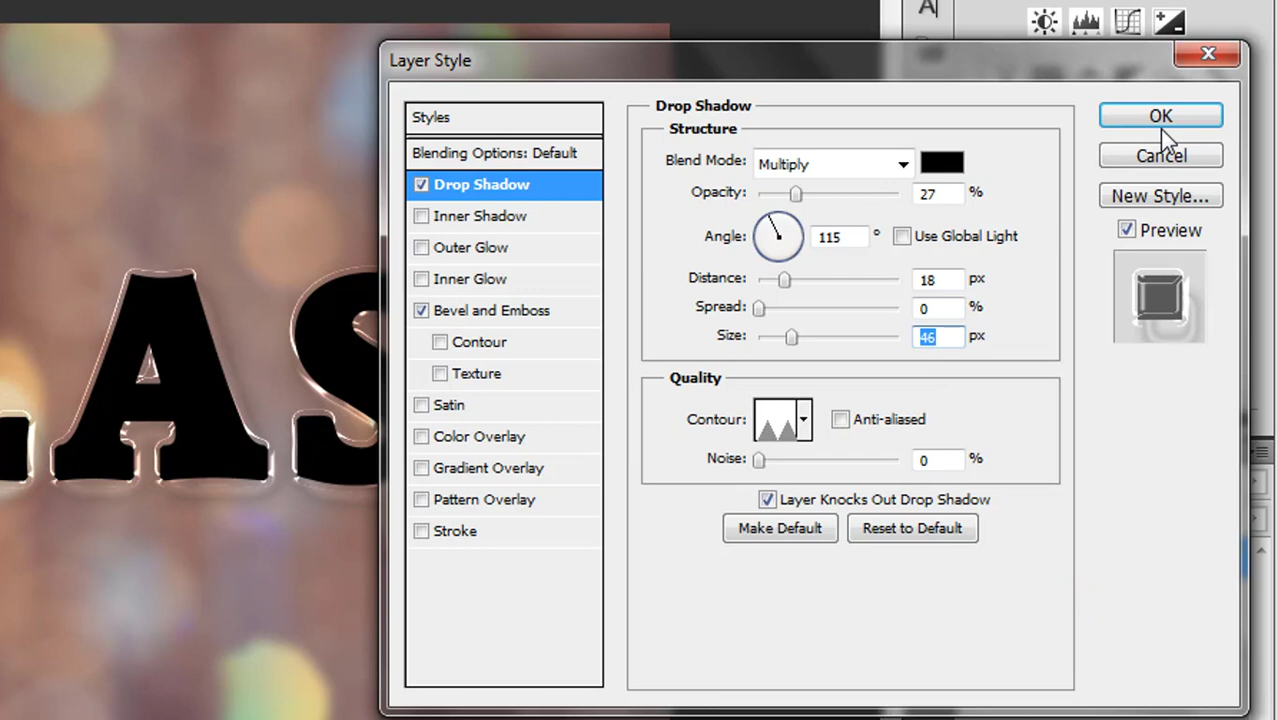 A
Layer Style
Styles
Blending Options: Default
Drop Shadow
Inner Shadow
Outer Glow
Inner Glow
Bevel and Emboss
Contour
Texture
Satin
Color Overlay
Gradient Overlay
Pattern Overlay
Stroke
Drop Shadow
Structure
Blend Mode: Multiply
Opacity: 27 %
Angle: 115 ° Use Global Light
Distance: 18 px
Spread: 0 %
Size: 46 px
Quality
Contour: Anti-aliased
Noise: 0 %
Layer Knocks Out Drop Shadow
Make Default Reset to Default
OK
Cancel
New Style...
Preview
LAS